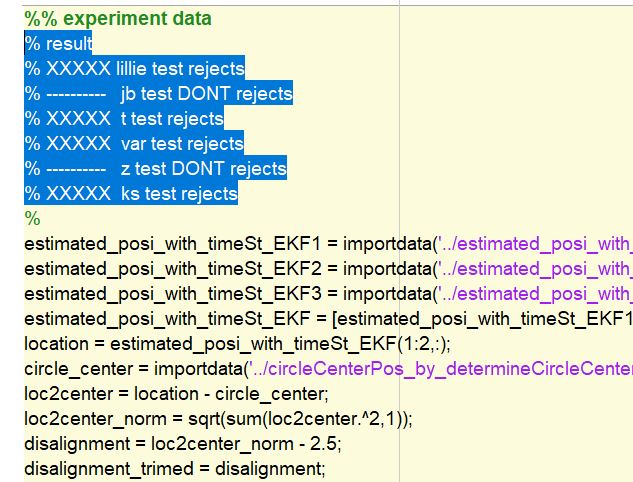 %% experiment data
% result
% XXXXX lillie test rejects
% ---------- jb test DONT rejects
% XXXXX t test rejects
% XXXXX var test rejects
% ---------- z test DONT rejects
% XXXXX ks test rejects
%
estimated_posi_with_timeSt_EKF1 = importdata('../estimated_posi_with_
estimated_posi_with_timeSt_EKF2 = importdata('../estimated_posi_with_
estimated_posi_with_timeSt_EKF3 = importdata('../estimated_posi_with_
estimated_posi_with_timeSt_EKF = [estimated_posi_with_timeSt_EKF1
location = estimated_posi_with_timeSt_EKF(1:2,:);
circle_center = importdata('../circleCenterPos_by_determineCircleCenter
loc2center = location - circle_center;
loc2center_norm = sqrt(sum(loc2center.^2,1));
disalignment = loc2center_norm - 2.5;
disalignment_trimed = disalignment;